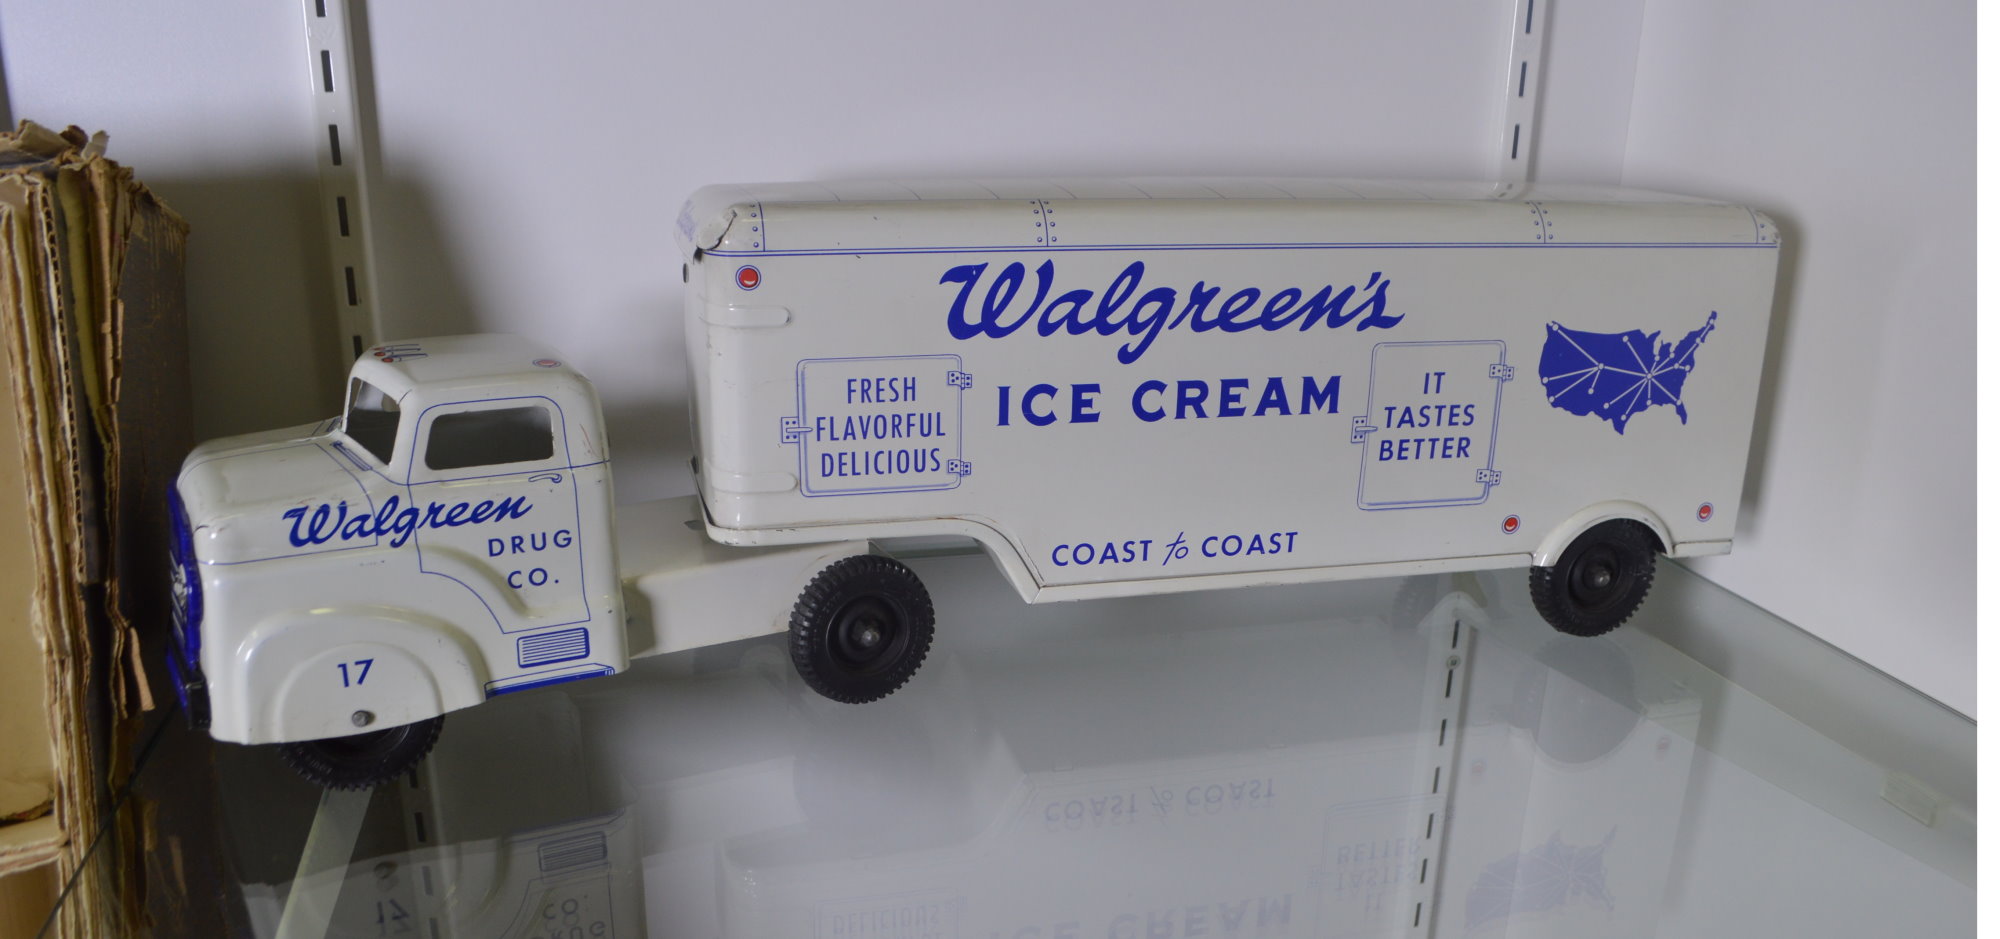 Walgreen's
ICE CREAM
FRESH
FLAVORFUL
DELICIOUS
IT
TASTES
BETTER
COAST to COAST
Walgreen
DRUG
CO.
17